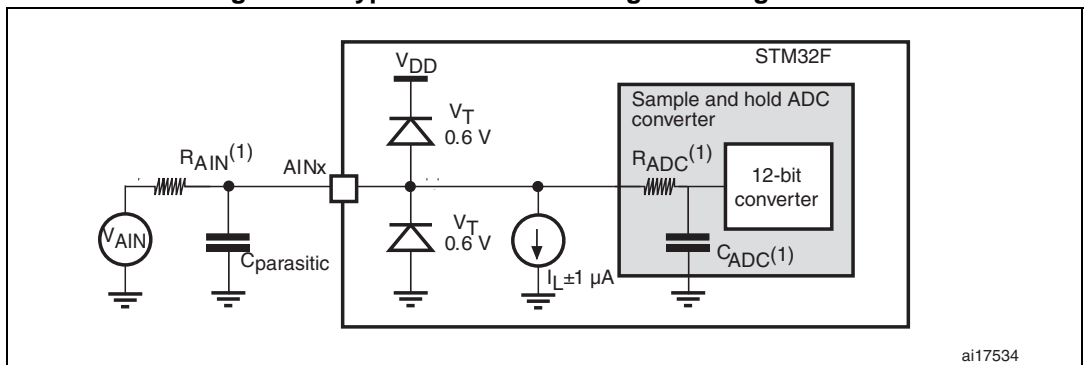 STM32F
VDD
Sample and hold ADC
converter
VT
0.6 V
RAIN(1)
AINx
RADC(1)
12-bit
converter
VAIN
VT
0.6 V
Cparasitic
CADC(1)
IL±1 µA
ai17534